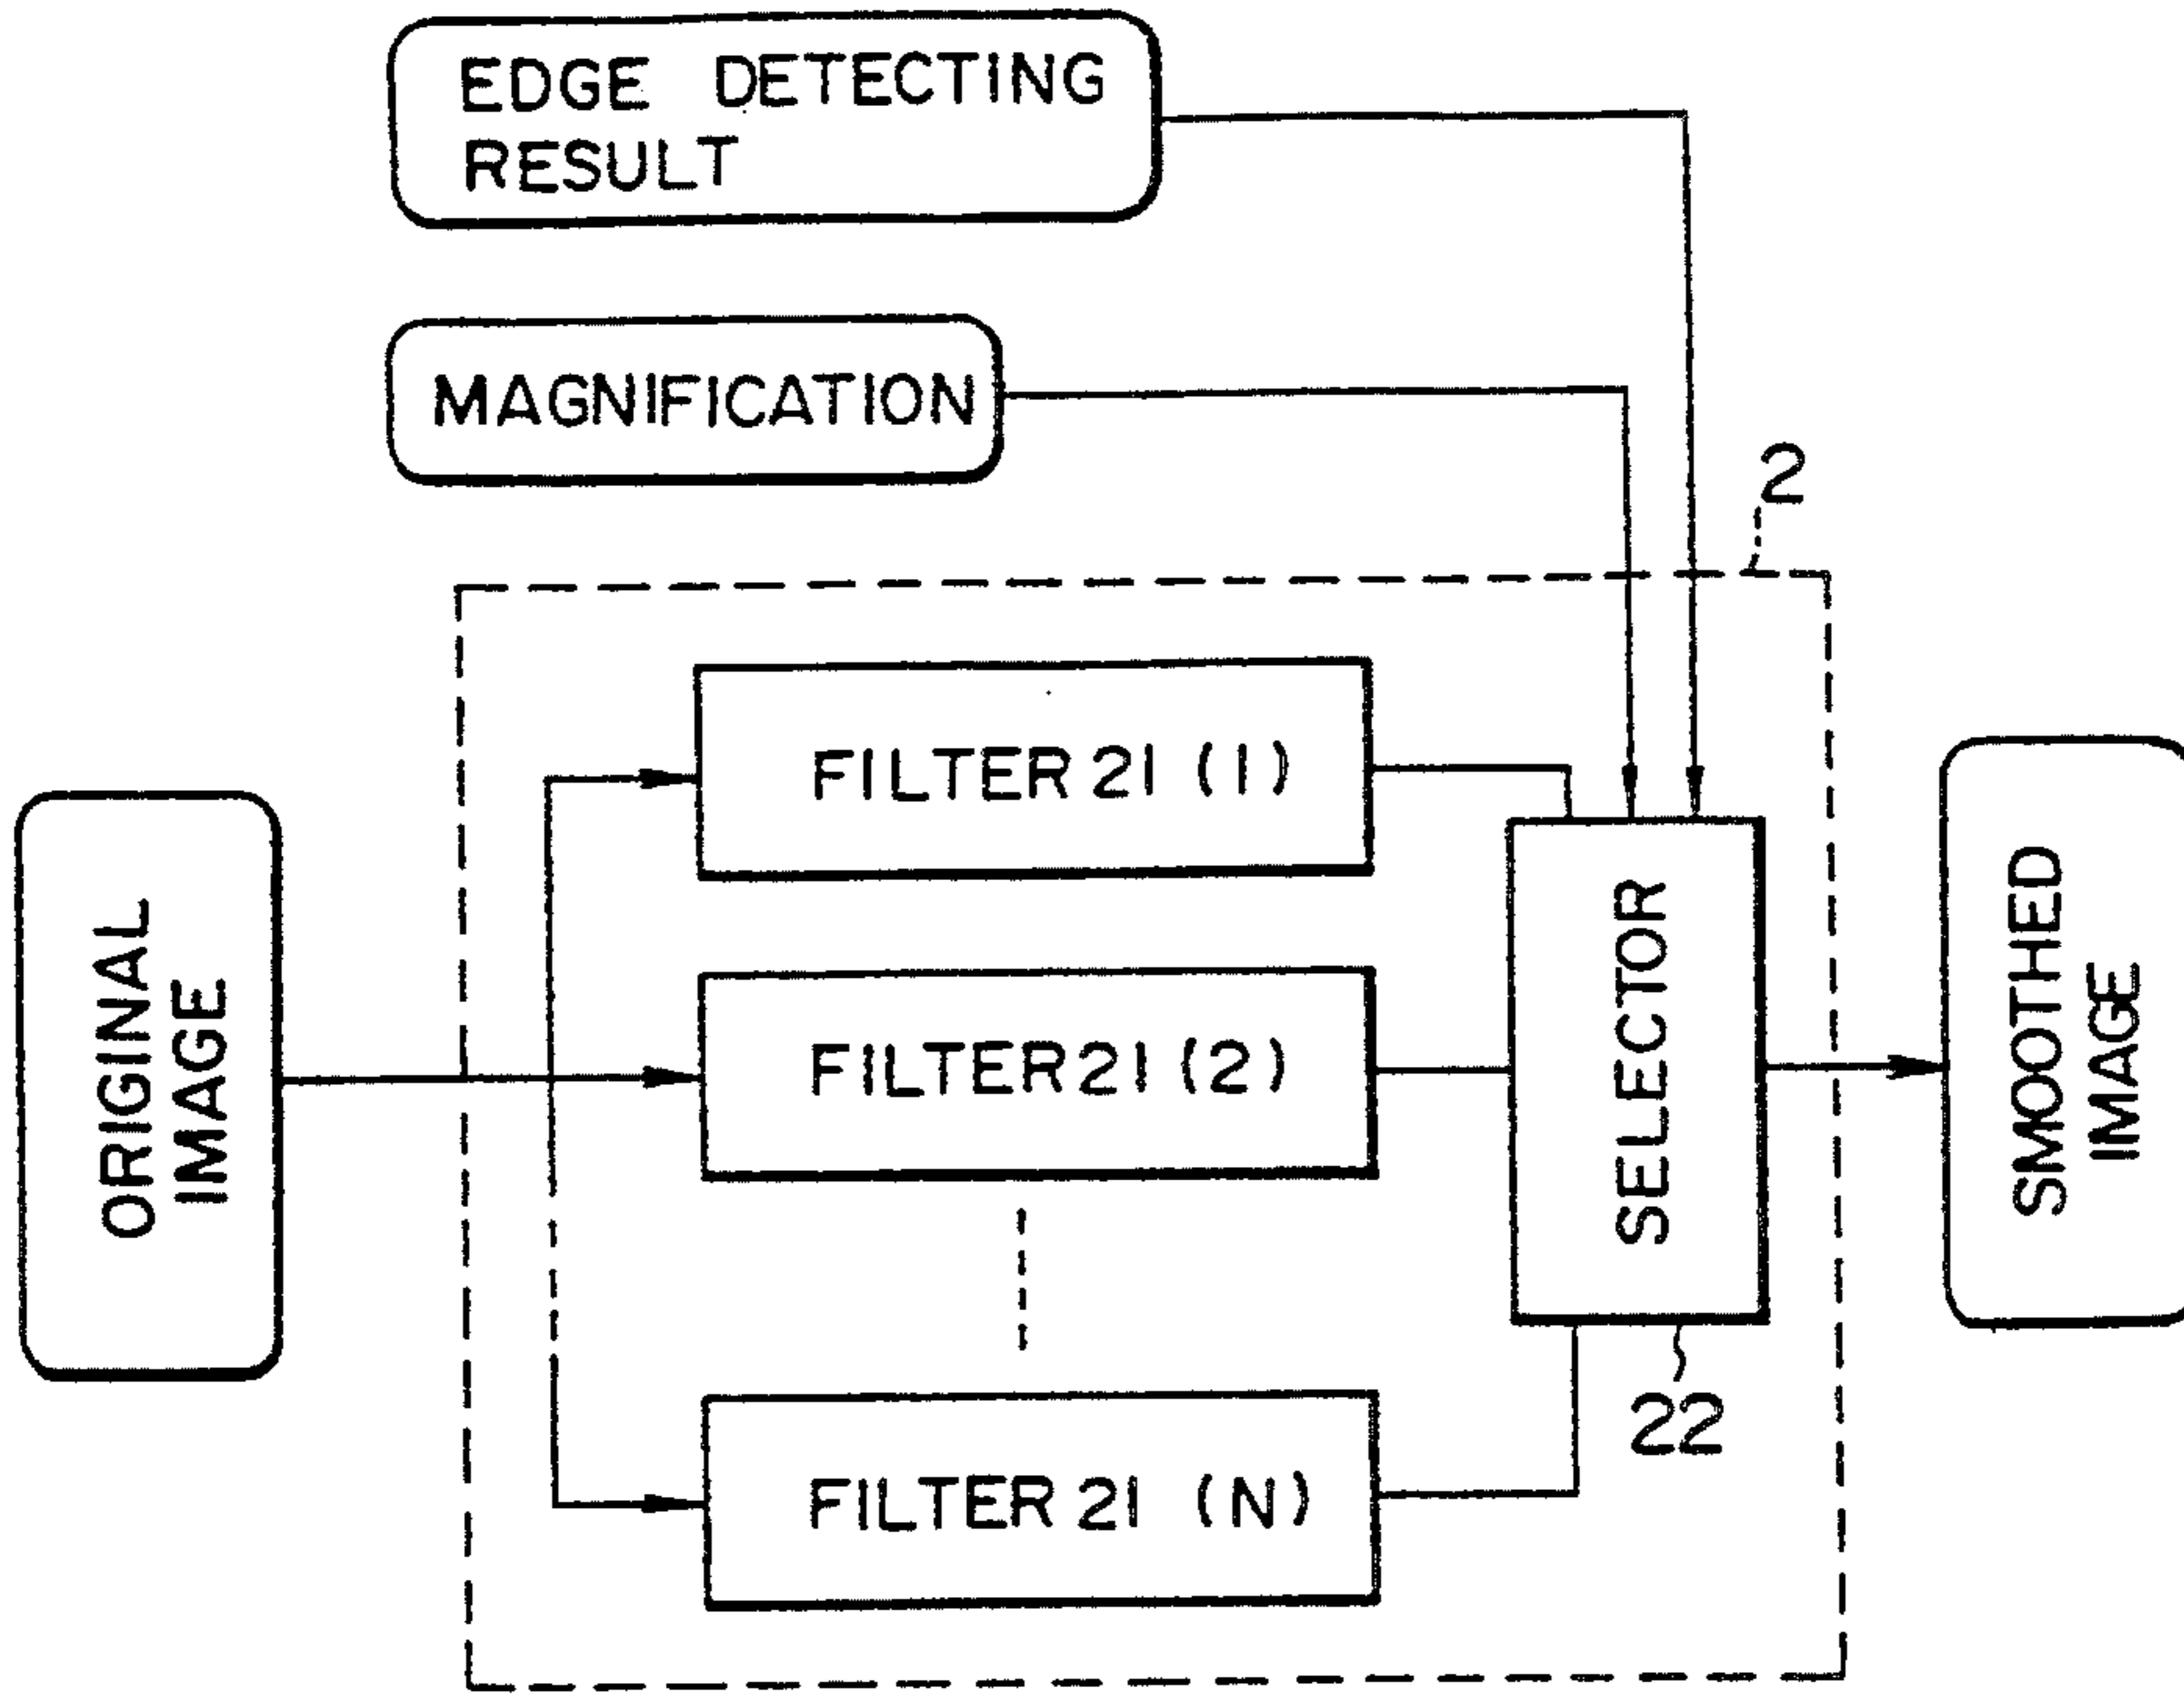 EDGE DETECTING
RESULT
MAGNIFICATION
2
FILTER 21 (1)
ORIGINAL
IMAGE
FILTER 21 (2)
SELECTOR
SMOOTHED
IMAGE
22
FILTER 21 (N)